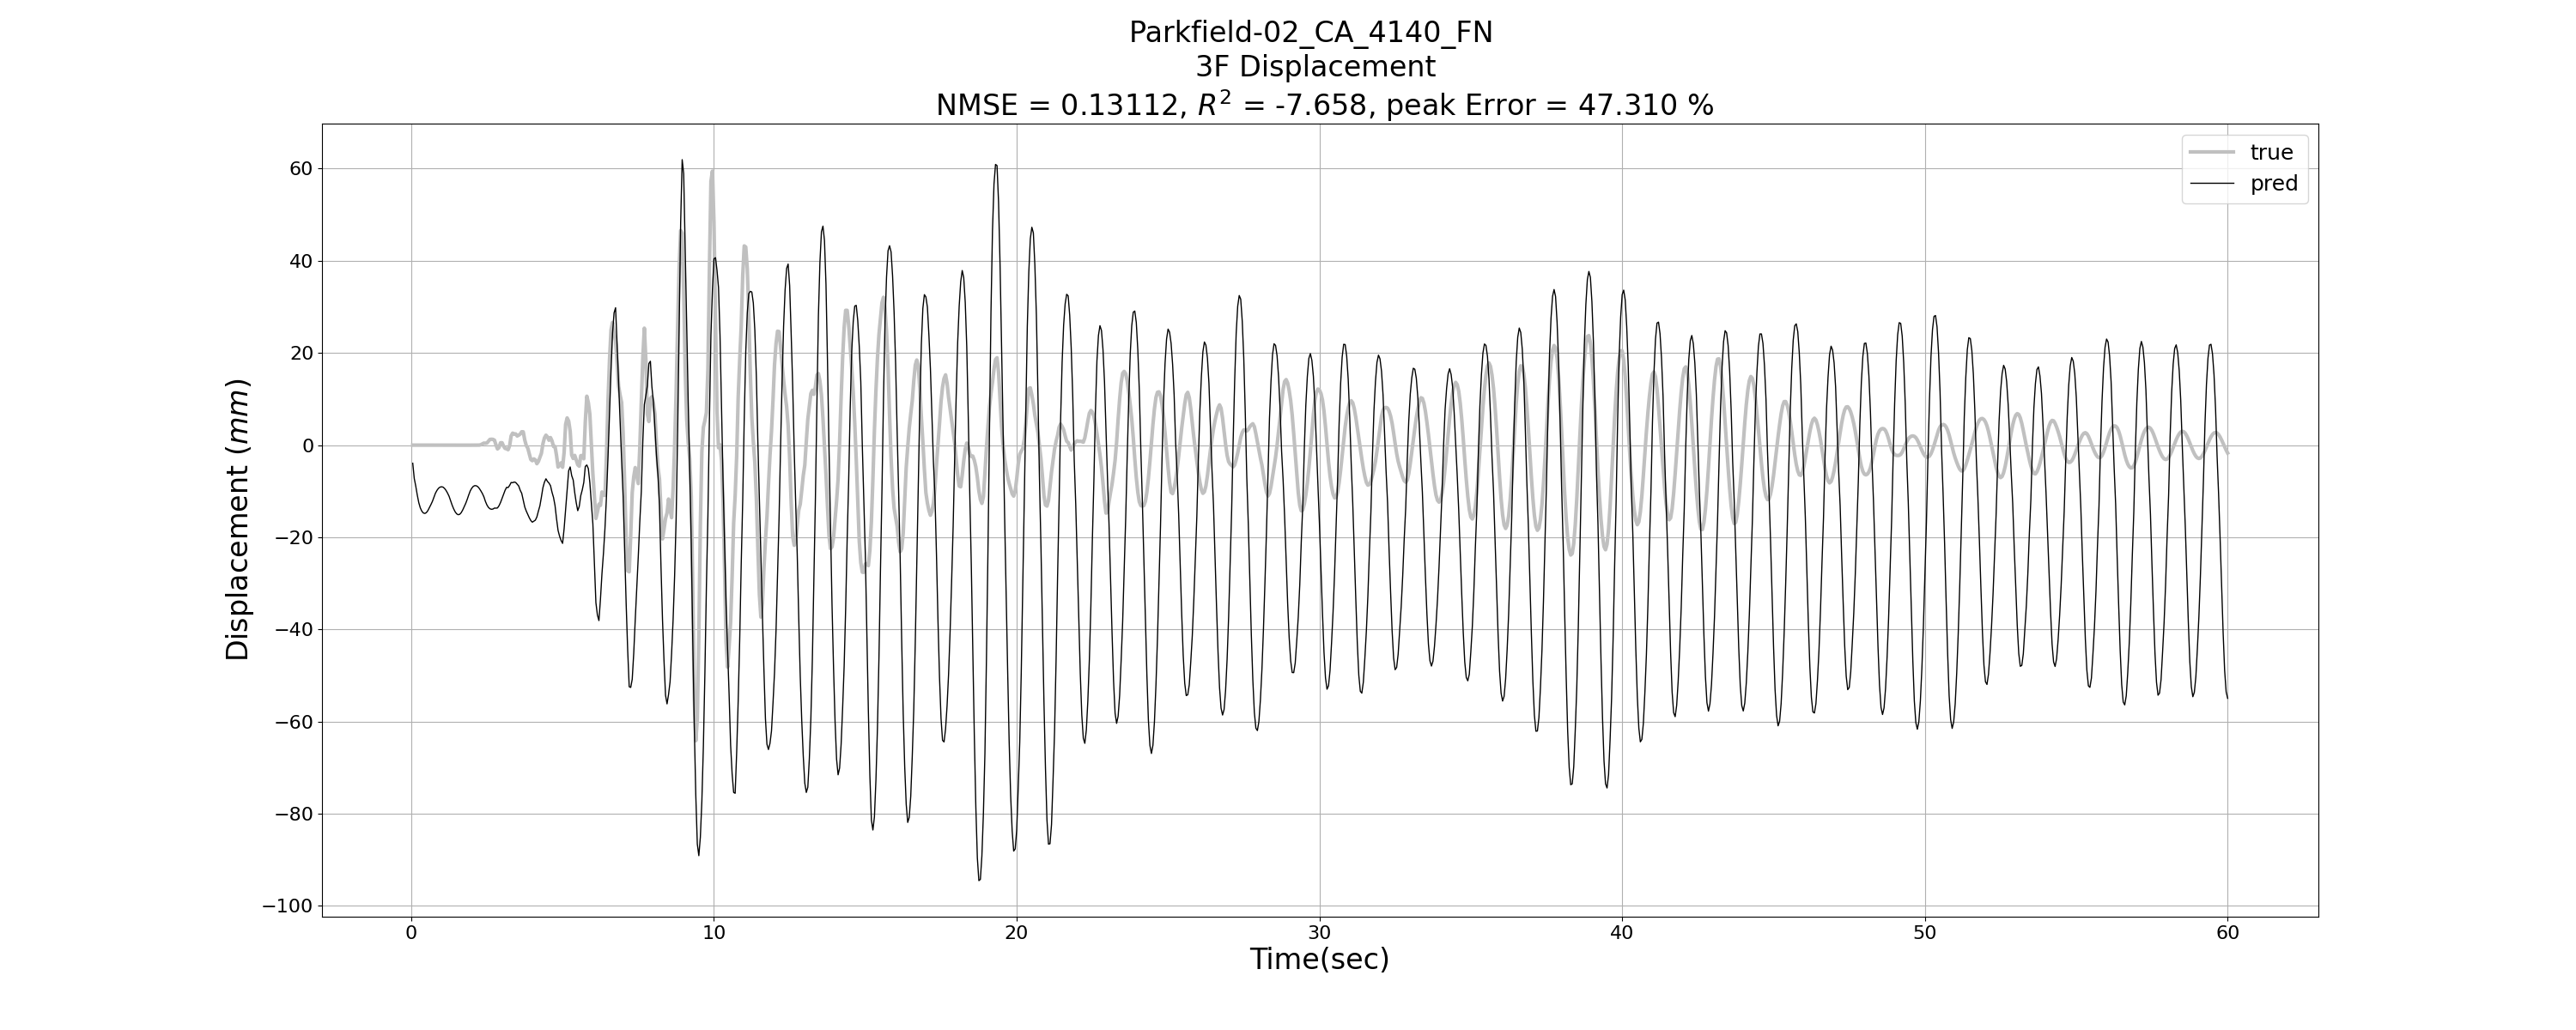 Parkfield-02_CA_4140_FN
3F Displacement
NMSE = 0.13112, R² = -7.658, peak Error = 47.310 %
true
pred
Displacement (mm)
60
40
20
0
−20
−40
−60
−80
−100
0 10 20 30 40 50 60
Time(sec)